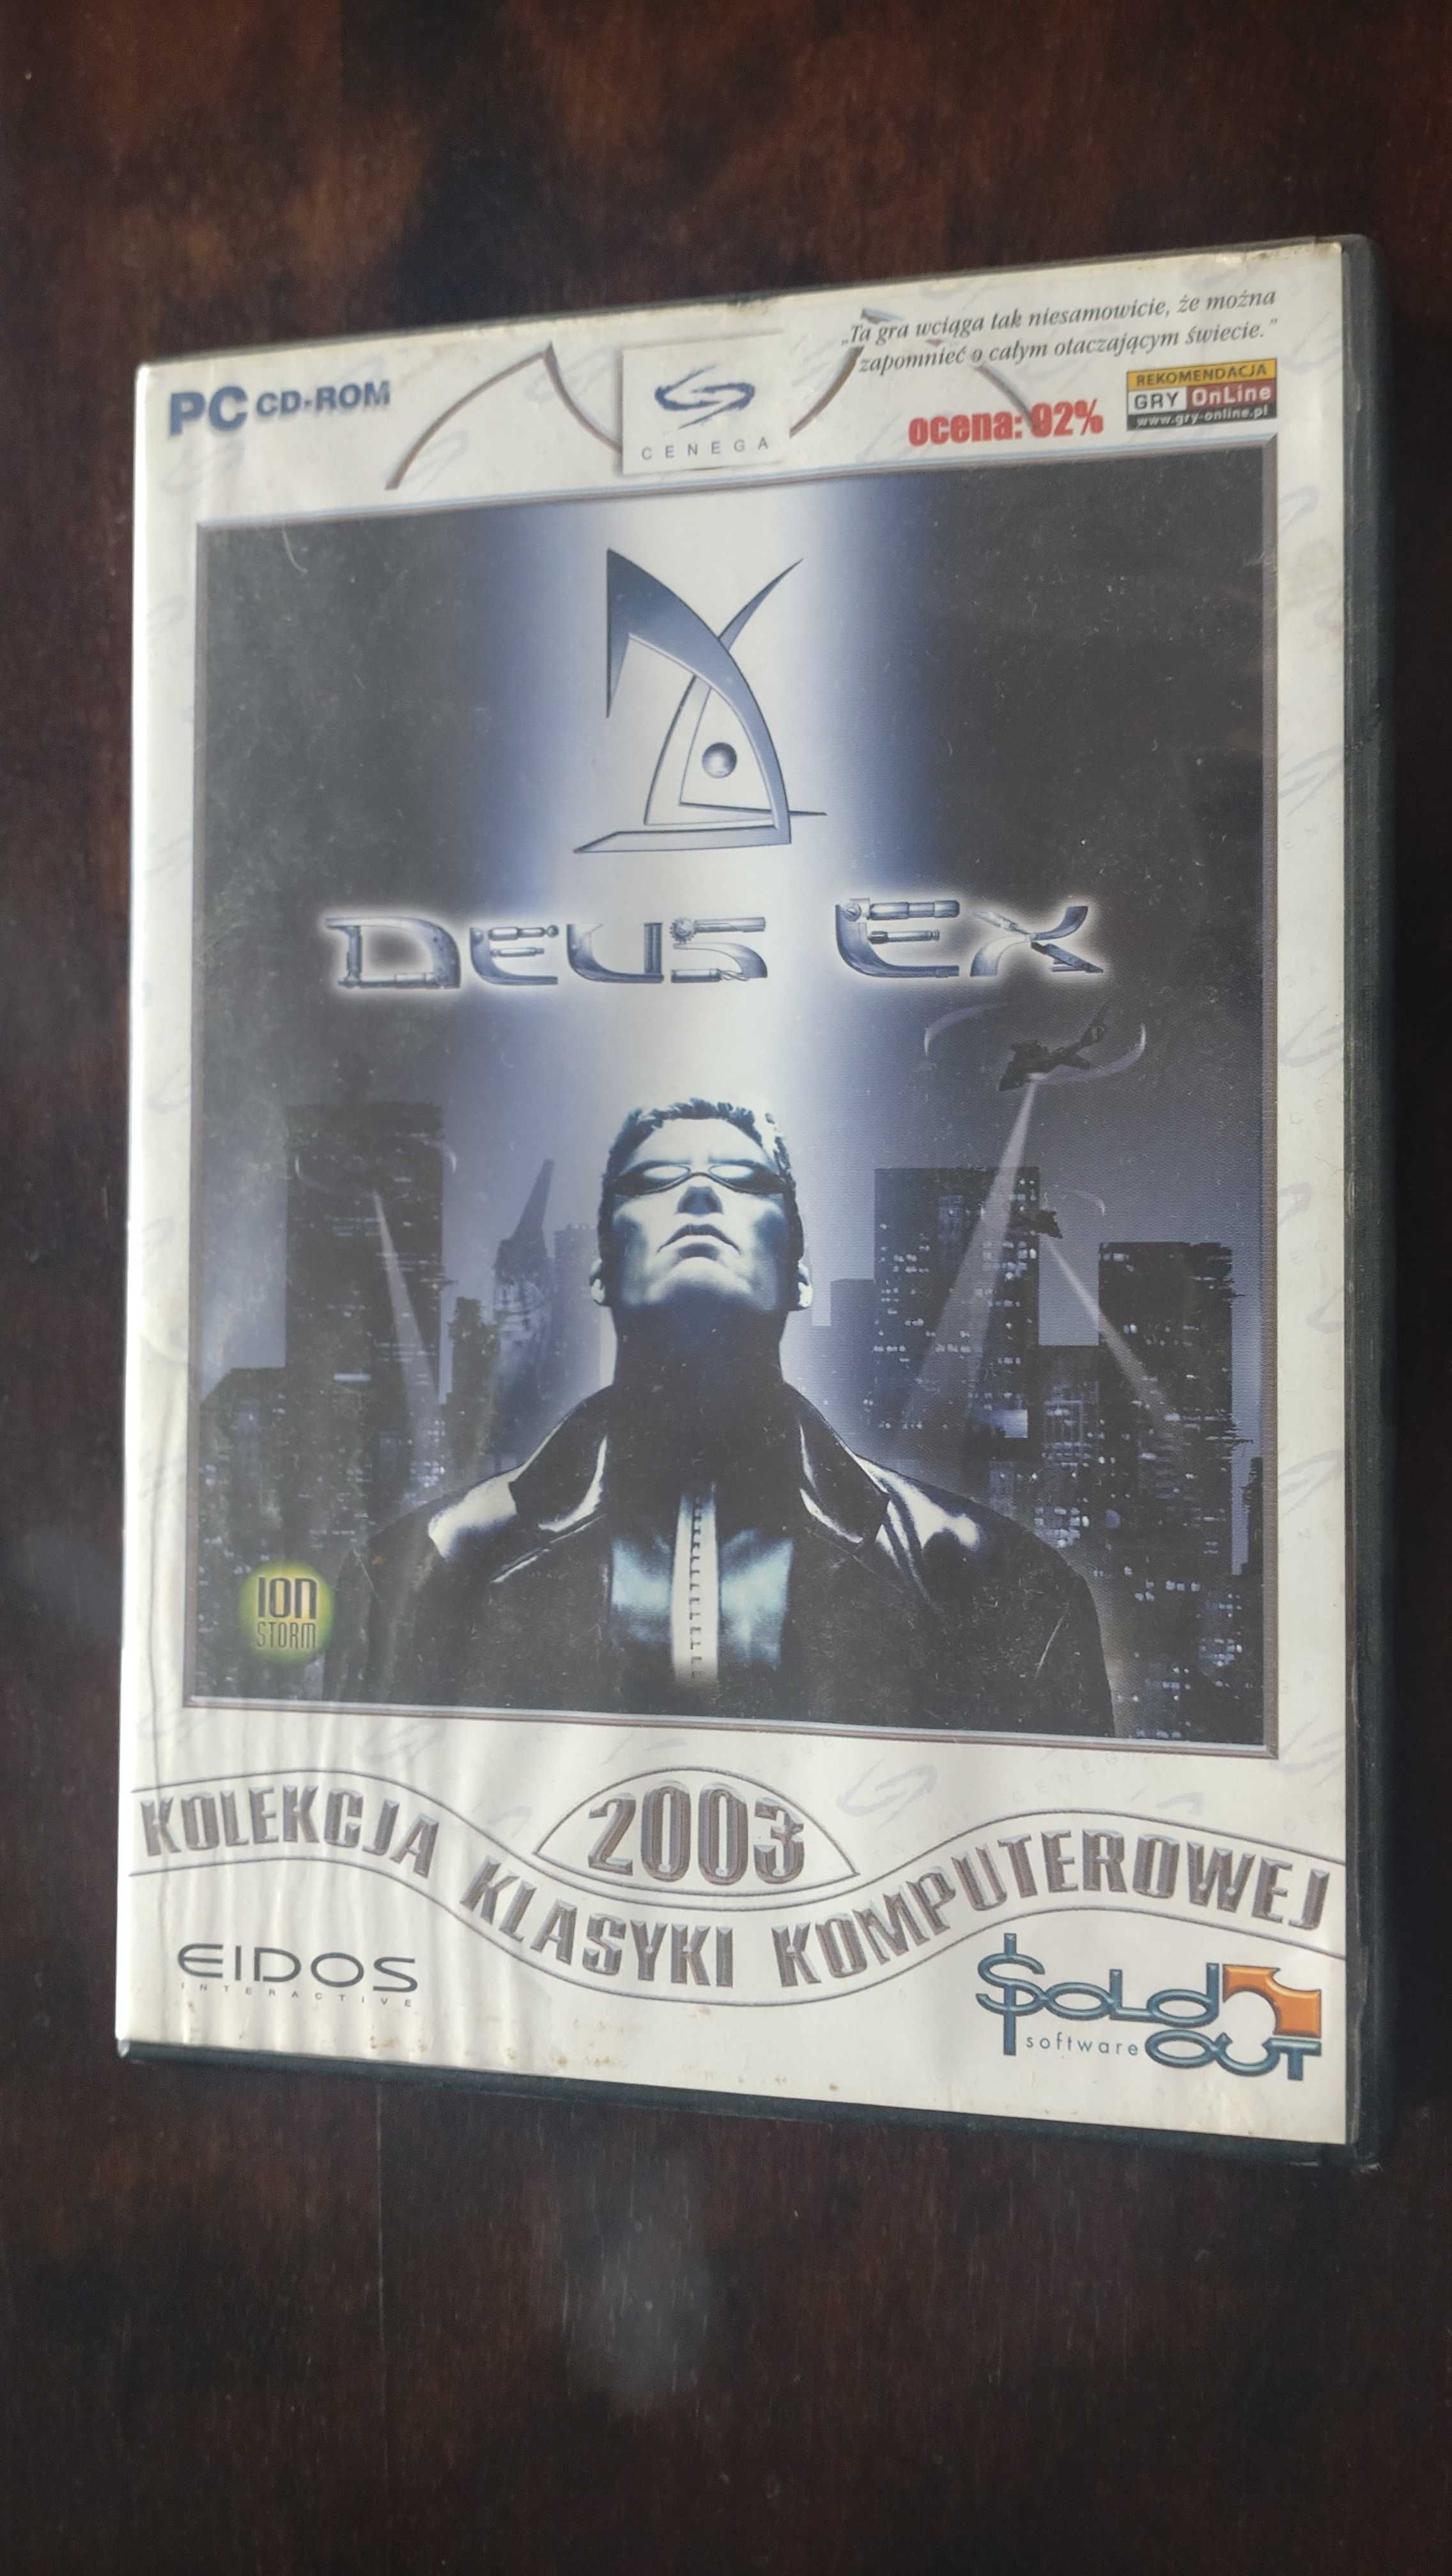 „Ta gra wciąga tak niesamowicie, że można
zapomnieć o całym otaczającym świecie.”
PC CD-ROM
CENEGA
ocena: 92%
REKOMENDACJA
GRY OnLine
www.gry-online.pl
DEUS EX
ION
STORM
2003
KOLEKCJA KLASYKI KOMPUTEROWEJ
EIDOS
INTERACTIVE
SOLD
software OUT